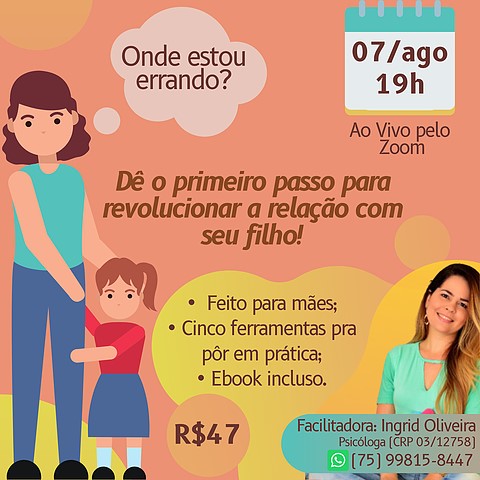 Onde estou
errando?
07/ago
19h
Ao Vivo pelo
Zoom
Dê o primeiro passo para
revolucionar a relação com
seu filho!
• Feito para mães;
• Cinco ferramentas pra
pôr em prática;
• Ebook incluso.
R$47
Facilitadora: Ingrid Oliveira
Psicóloga (CRP 03/12758)
(75) 99815-8447